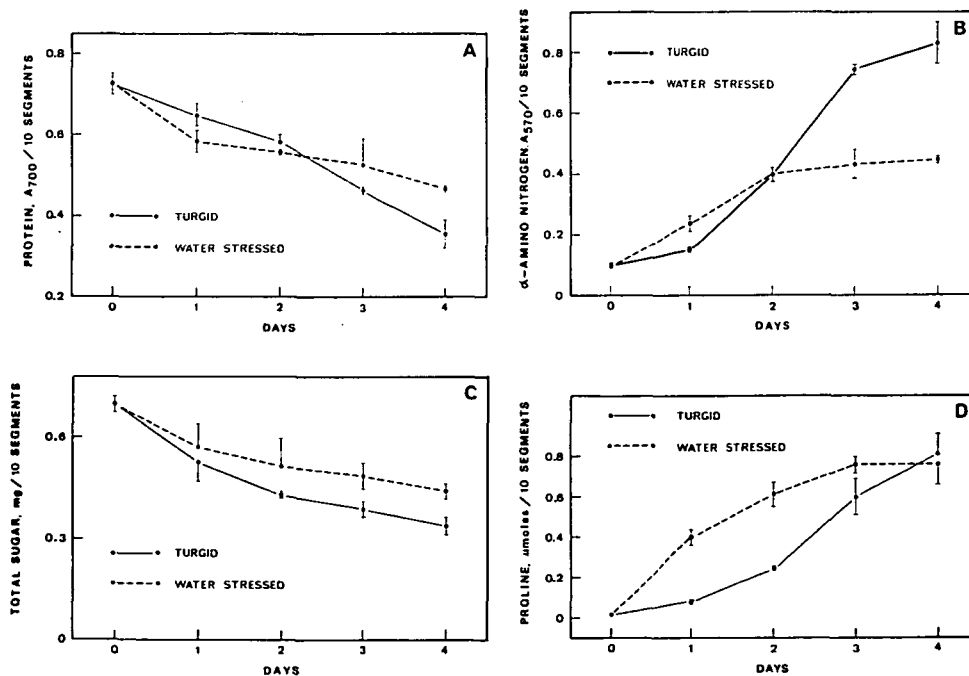 A
PROTEIN, A700/10 SEGMENTS
0.8
0.6
0.4
0.2
TURGID
WATER STRESSED
0 1 2 3 4
DAYS
B
α-AMINO NITROGEN, A570/10 SEGMENTS
0.8
0.6
0.4
0.2
0
TURGID
WATER STRESSED
0 1 2 3 4
DAYS
C
TOTAL SUGAR, mg/10 SEGMENTS
0.6
0.3
0
TURGID
WATER STRESSED
0 1 2 3 4
DAYS
D
PROLINE, µmoles/10 SEGMENTS
0.8
0.6
0.4
0.2
0
TURGID
WATER STRESSED
0 1 2 3 4
DAYS